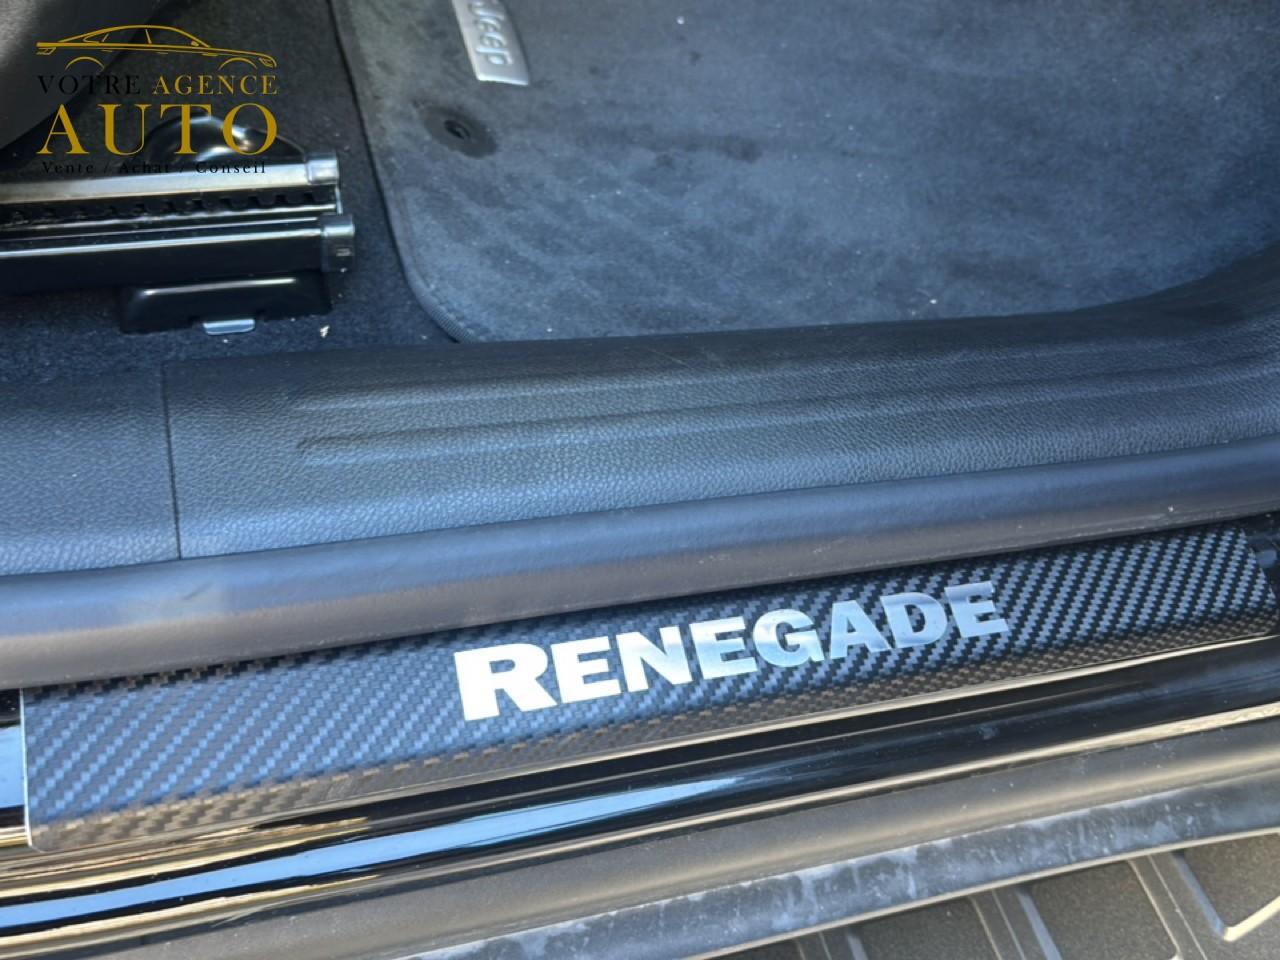 Jeep
VOTRE AGENCE
AUTO
Vente / Achat / Conseil
RENEGADE